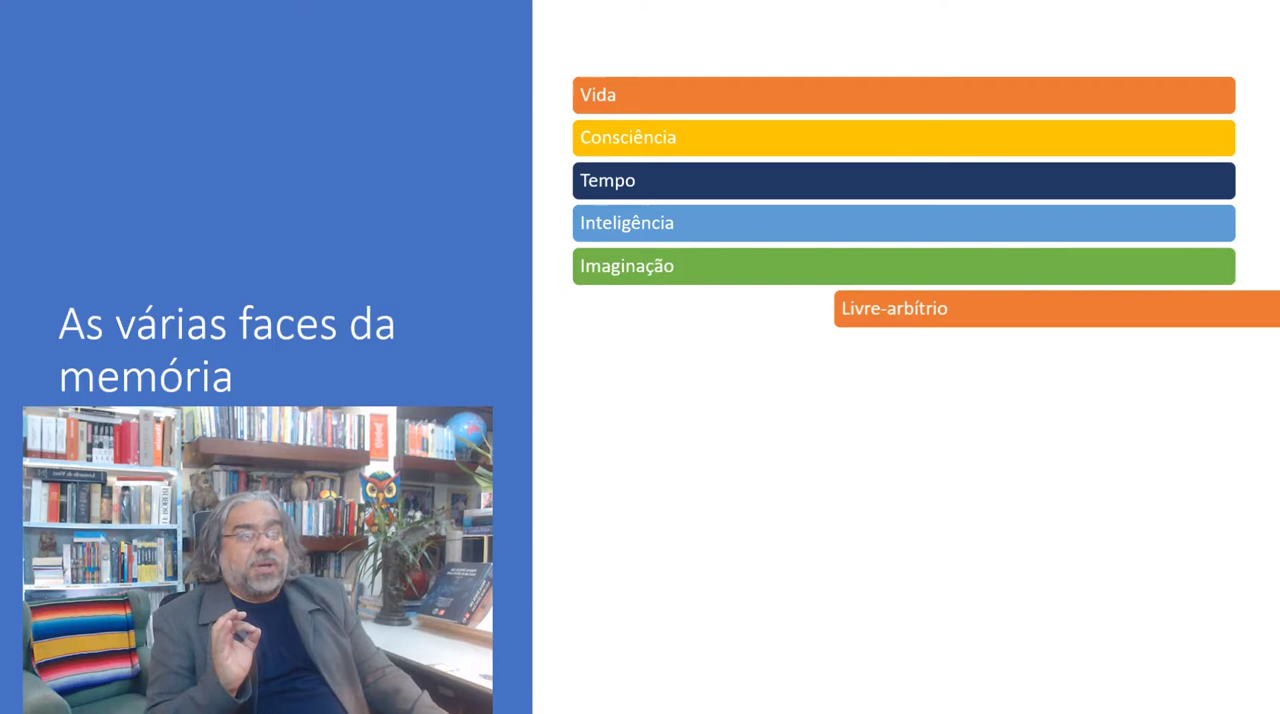 As várias faces da
memória
Vida
Consciência
Tempo
Inteligência
Imaginação
Livre-arbítrio